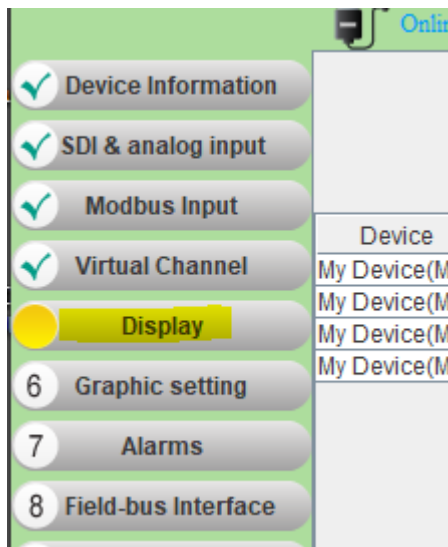 Onlin
Device Information
SDI & analog input
Modbus Input
Virtual Channel
Display
6 Graphic setting
7 Alarms
8 Field-bus Interface
Device
My Device(M
My Device(M
My Device(M
My Device(M